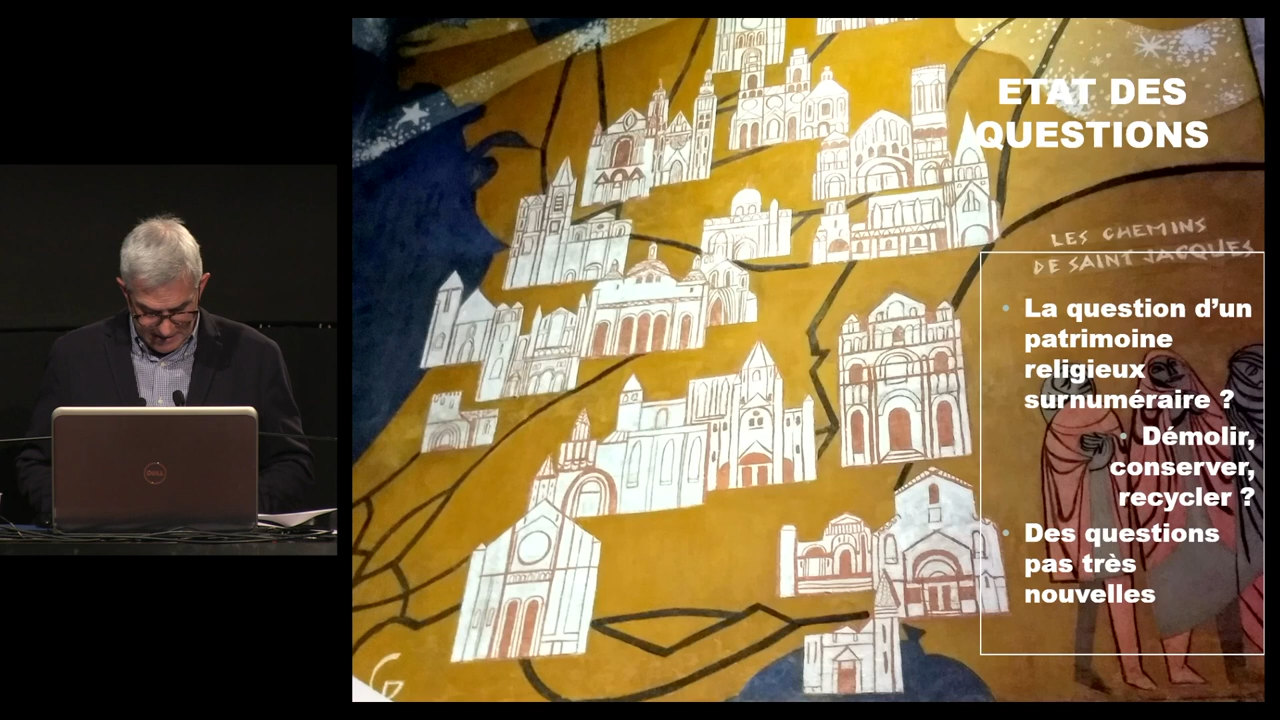 ETAT DES
QUESTIONS
LES CHEMINS
DE SAINT JACQUES
• La question d’un
patrimoine
religieux
surnuméraire ?
• Démolir,
conserver,
recycler ?
• Des questions
pas très
nouvelles
DELL
G